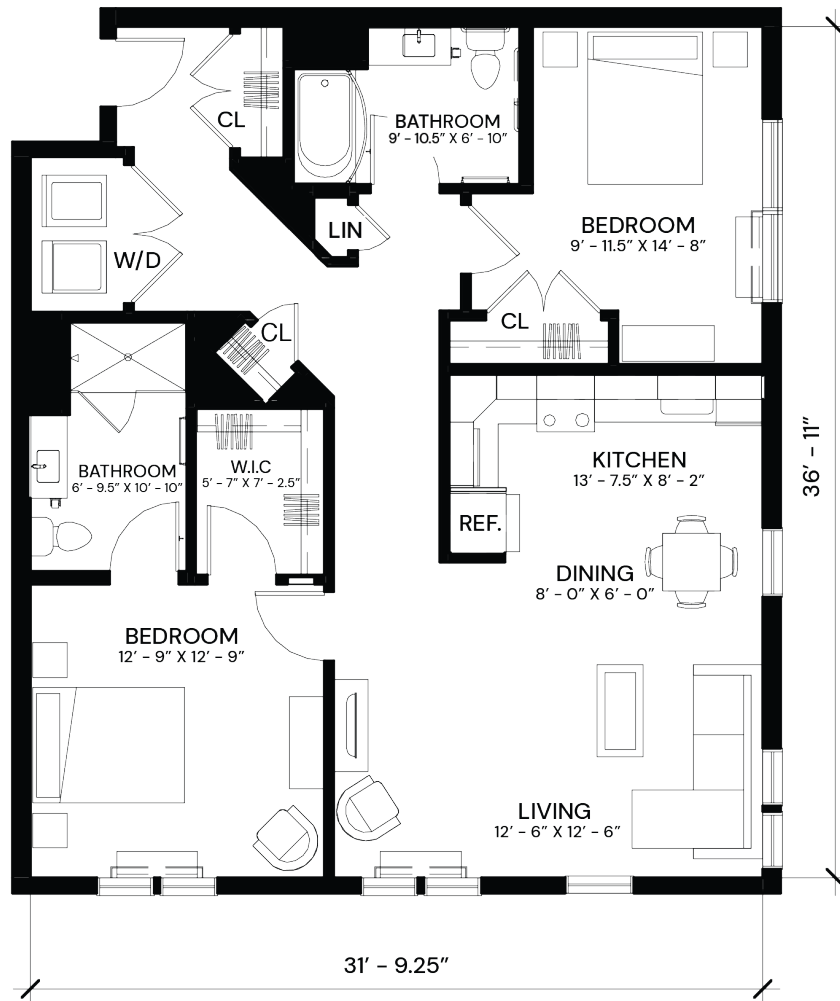 CL
BATHROOM
9' - 10.5" X 6' - 10"
LIN
BEDROOM
9' - 11.5" X 14' - 8"
W/D
CL
CL
KITCHEN
13' - 7.5" X 8' - 2"
BATHROOM
6' - 9.5" X 10' - 10"
W.I.C
5' - 7" X 7' - 2.5"
REF.
36' - 11"
DINING
8' - 0" X 6' - 0"
BEDROOM
12' - 9" X 12' - 9"
LIVING
12' - 6" X 12' - 6"
31' - 9.25"